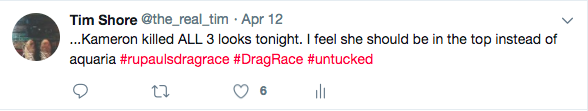 Tim Shore @the_real_tim · Apr 12
...Kameron killed ALL 3 looks tonight. I feel she should be in the top instead of
aquaria #rupaulsdragrace #DragRace #untucked
6